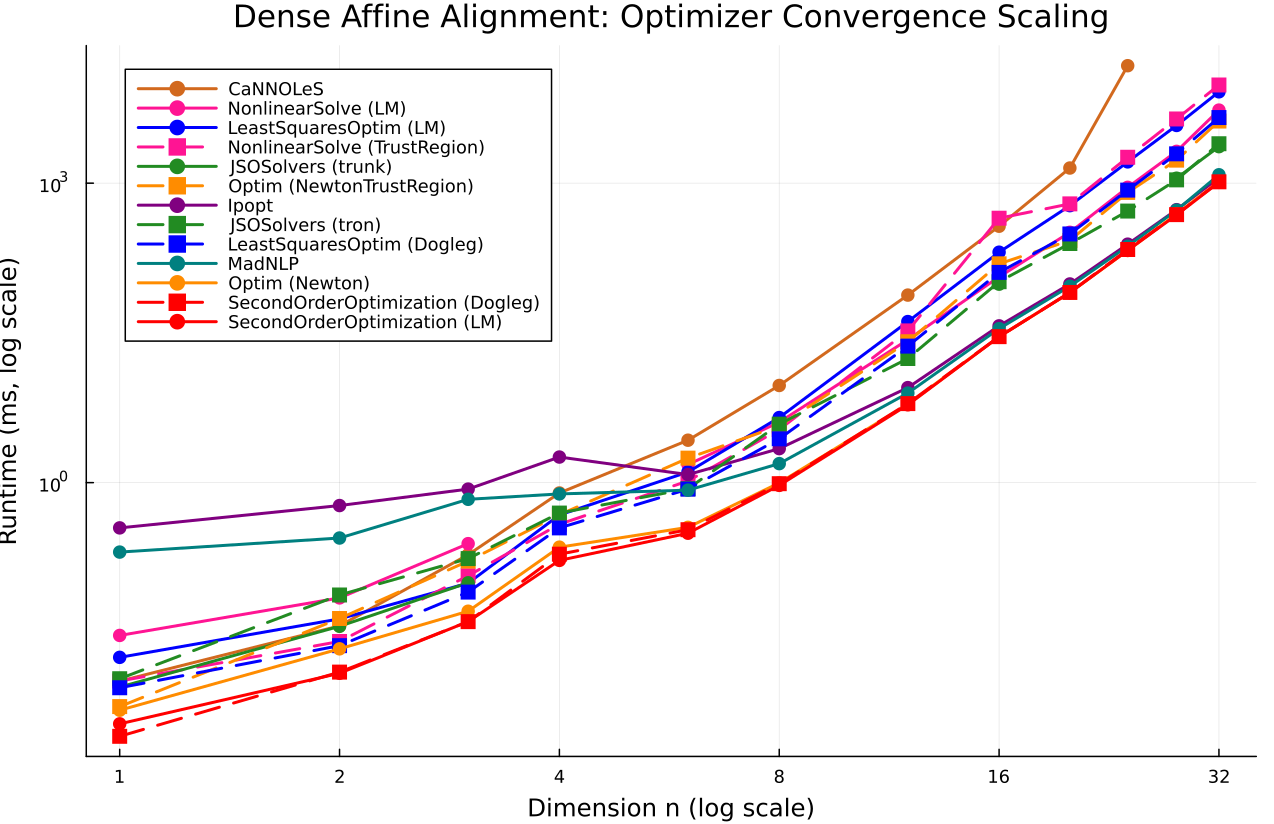 Dense Affine Alignment: Optimizer Convergence Scaling
CaNNOLeS
NonlinearSolve (LM)
LeastSquaresOptim (LM)
NonlinearSolve (TrustRegion)
JSOSolvers (trunk)
Optim (NewtonTrustRegion)
Ipopt
JSOSolvers (tron)
LeastSquaresOptim (Dogleg)
MadNLP
Optim (Newton)
SecondOrderOptimization (Dogleg)
SecondOrderOptimization (LM)
Runtime (ms, log scale)
10³
10⁰
1 2 4 8 16 32
Dimension n (log scale)